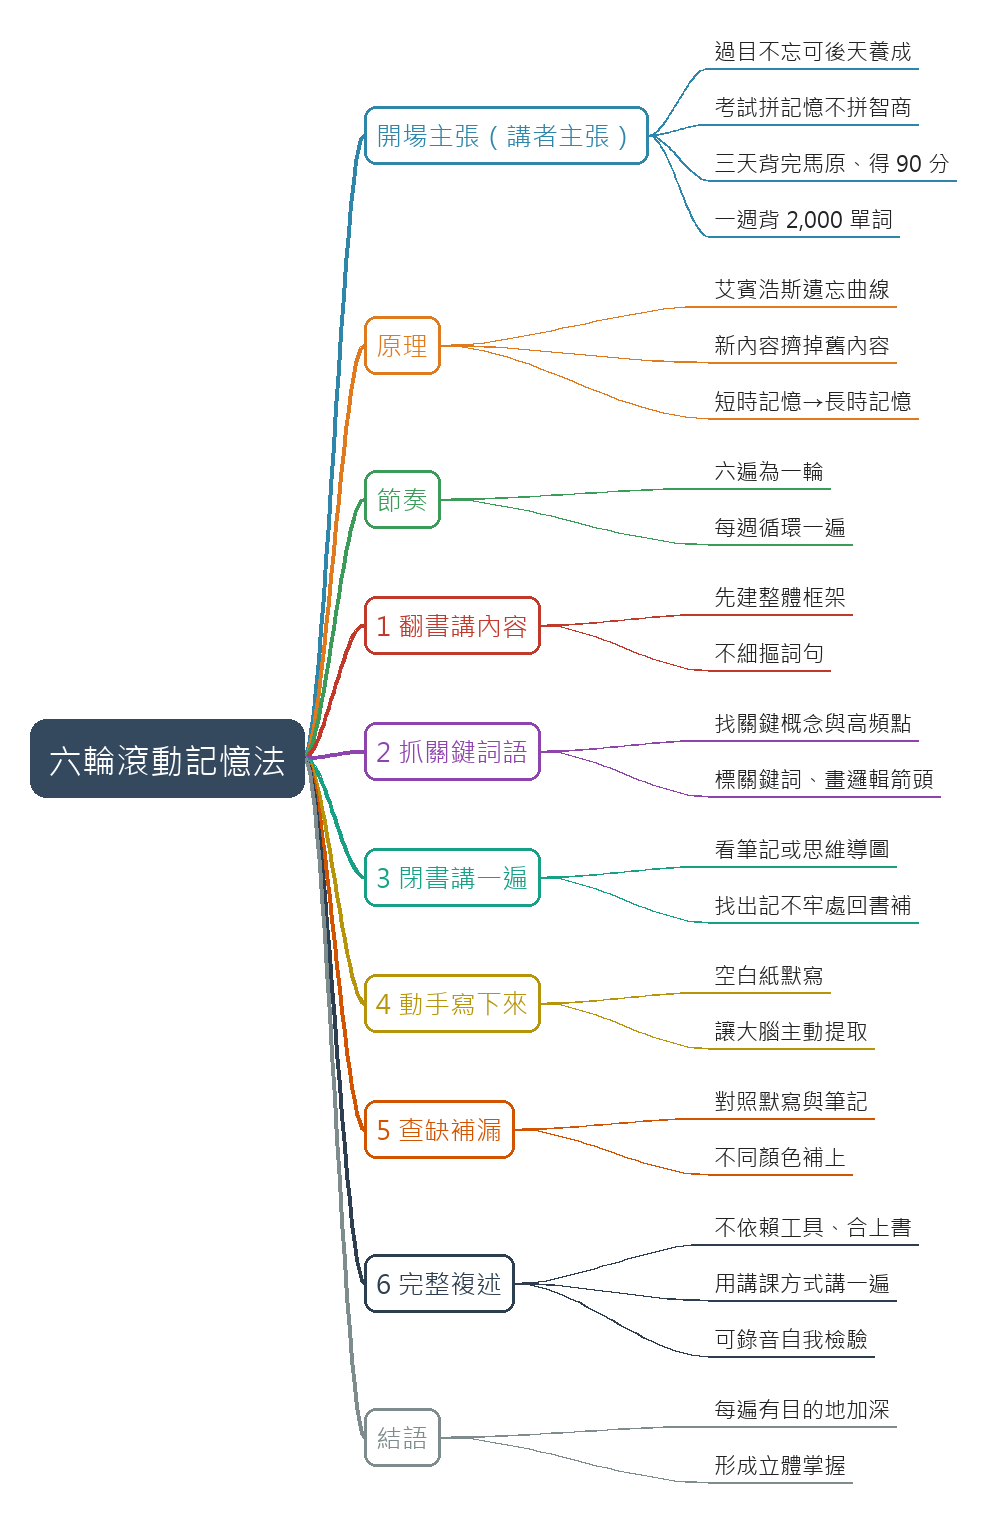 六輪滾動記憶法
開場主張（講者主張）
過目不忘可後天養成
考試拼記憶不拼智商
三天背完馬原、得 90 分
一週背 2,000 單詞
原理
艾賓浩斯遺忘曲線
新內容擠掉舊內容
短時記憶→長時記憶
節奏
六遍為一輪
每週循環一遍
1 翻書講內容
先建整體框架
不細摳詞句
2 抓關鍵詞語
找關鍵概念與高頻點
標關鍵詞、畫邏輯箭頭
3 閉書講一遍
看筆記或思維導圖
找出記不牢處回書補
4 動手寫下來
空白紙默寫
讓大腦主動提取
5 查缺補漏
對照默寫與筆記
不同顏色補上
6 完整複述
不依賴工具、合上書
用講課方式講一遍
可錄音自我檢驗
結語
每遍有目的地加深
形成立體掌握